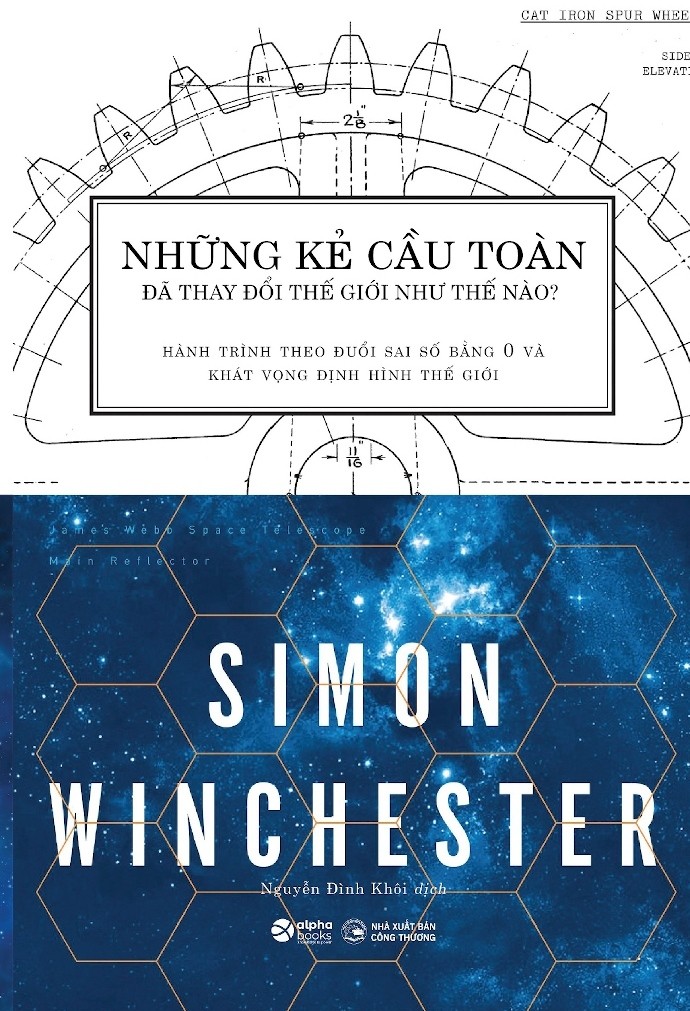 CAT IRON SPUR WHEE
SIDE
ELEVATI
R
R
2 1/8"
NHỮNG KẺ CẦU TOÀN
ĐÃ THAY ĐỔI THẾ GIỚI NHƯ THẾ NÀO?
HÀNH TRÌNH THEO ĐUỔI SAI SỐ BẰNG 0 VÀ
KHÁT VỌNG ĐỊNH HÌNH THẾ GIỚI
11/16"
James Webb Space Telescope
Main Reflector
SIMON
WINCHESTER
Nguyễn Đình Khôi dịch
alpha
books
NHÀ XUẤT BẢN
CÔNG THƯƠNG